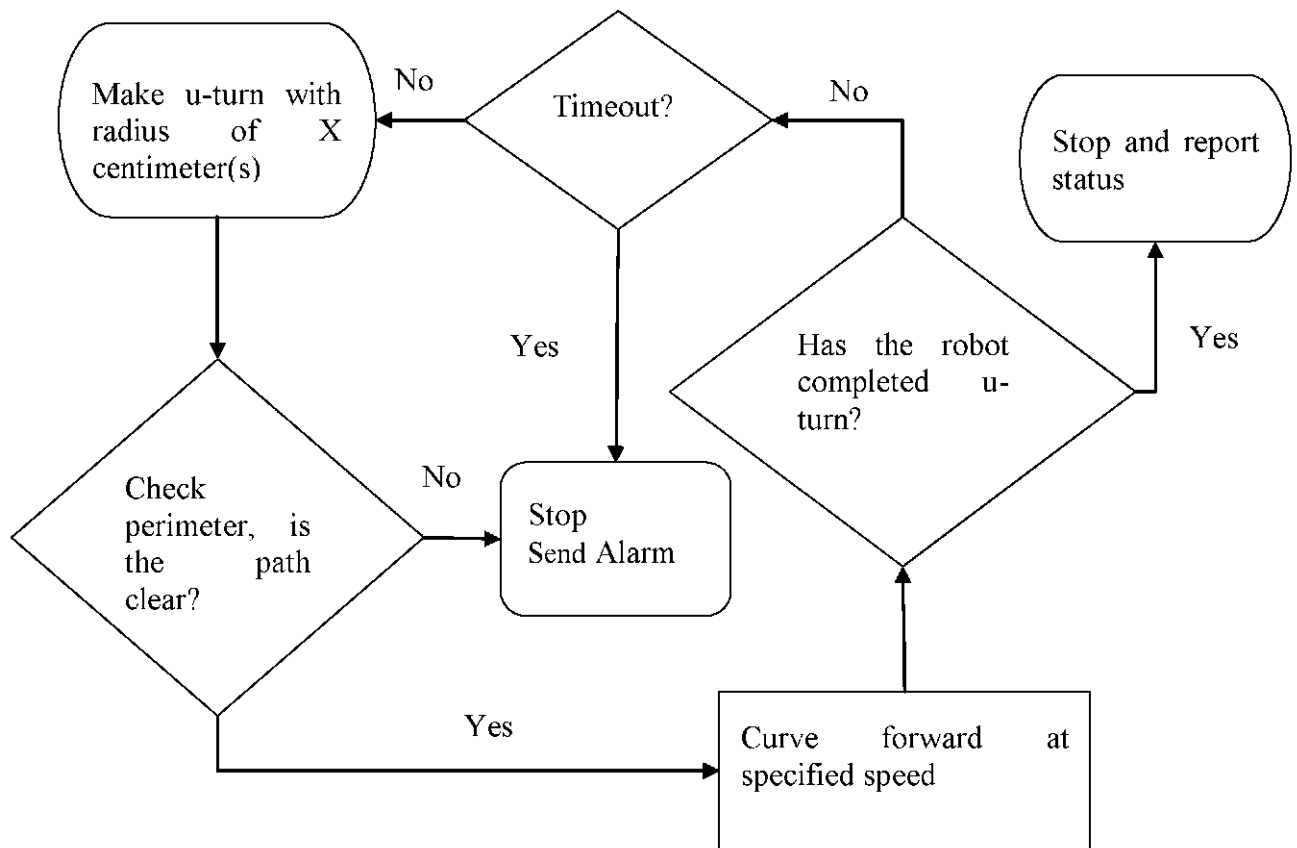 No
No
Timeout?
Make u-turn with
radius of X
centimeter(s)
Stop and report
status
Yes
Yes
Has the robot
completed u-
turn?
No
Check
perimeter, is
the path
clear?
Stop
Send Alarm
Yes
Curve forward at
specified speed